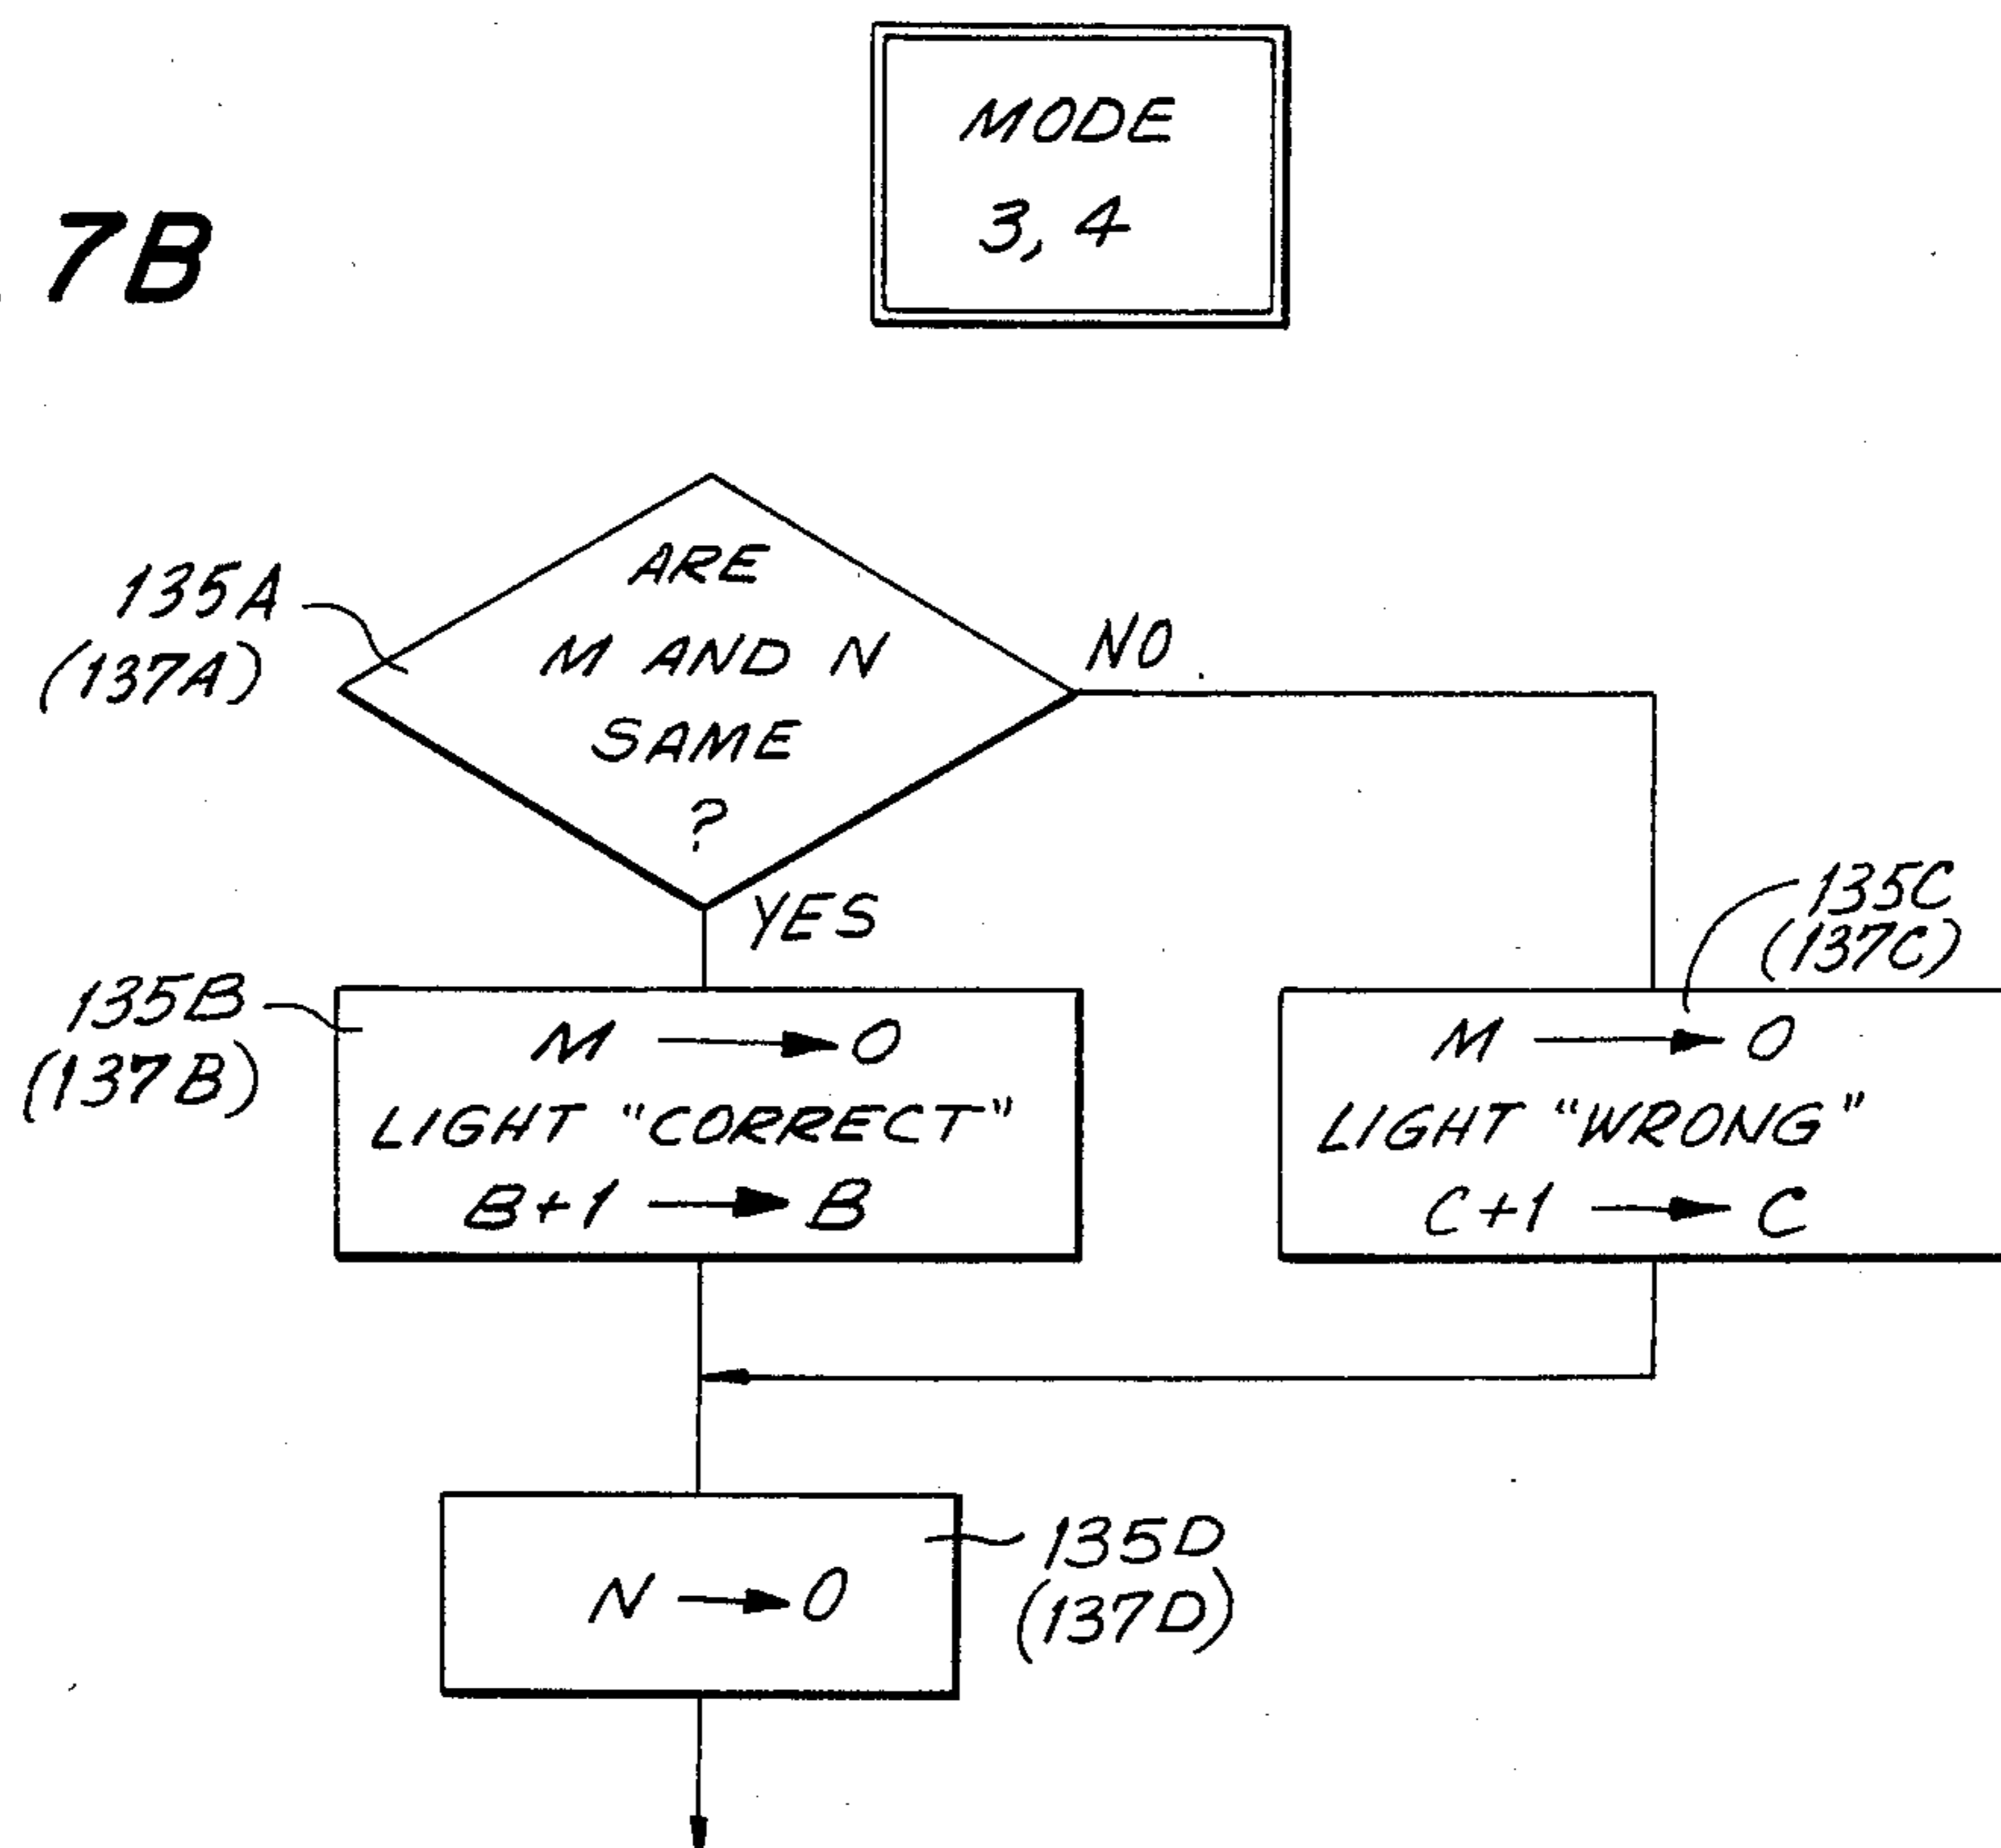 MODE
3, 4
7B
ARE
M AND N
SAME
?
135A
(137A)
NO
YES
135B
(137B)
M → 0
LIGHT "CORRECT"
B+1 → B
135C
(137C)
M → 0
LIGHT "WRONG"
C+1 → C
N → 0
135D
(137D)